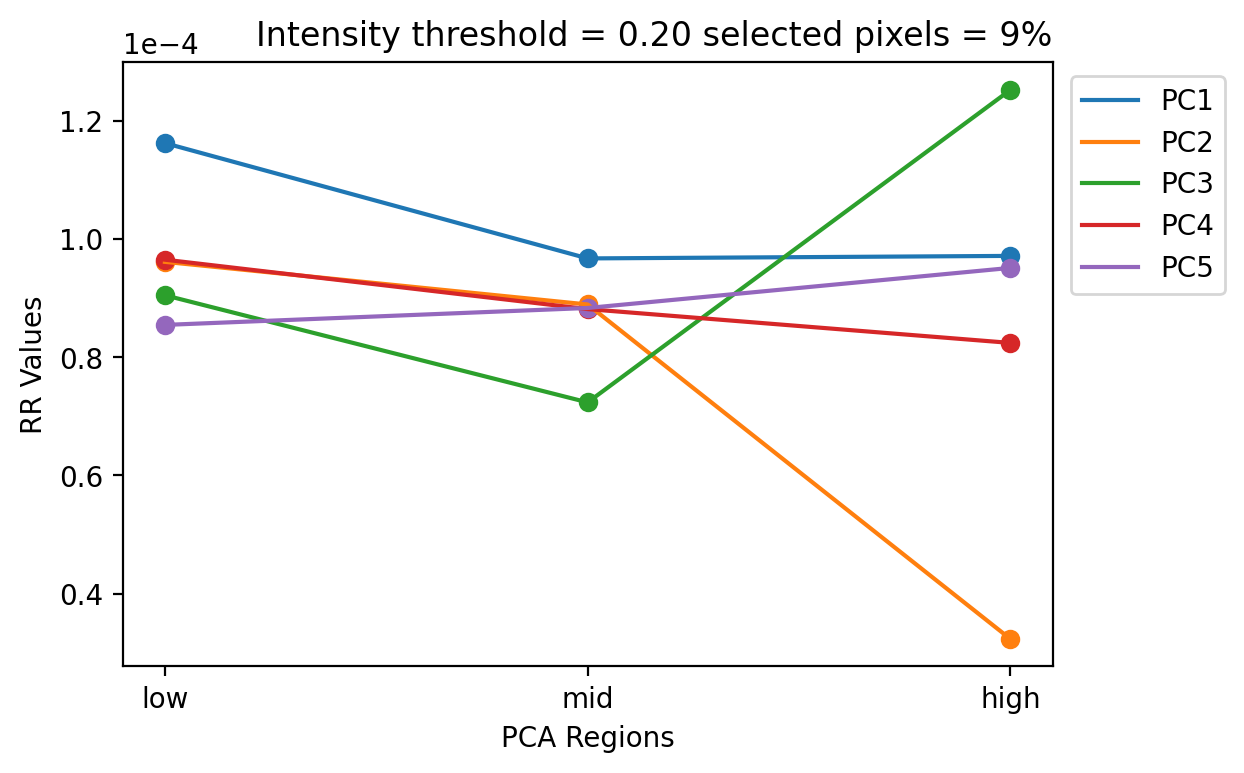 Intensity threshold = 0.20 selected pixels = 9%
1e−4
1.2
1.0
0.8
0.6
0.4
RR Values
low
mid
high
PCA Regions
PC1
PC2
PC3
PC4
PC5